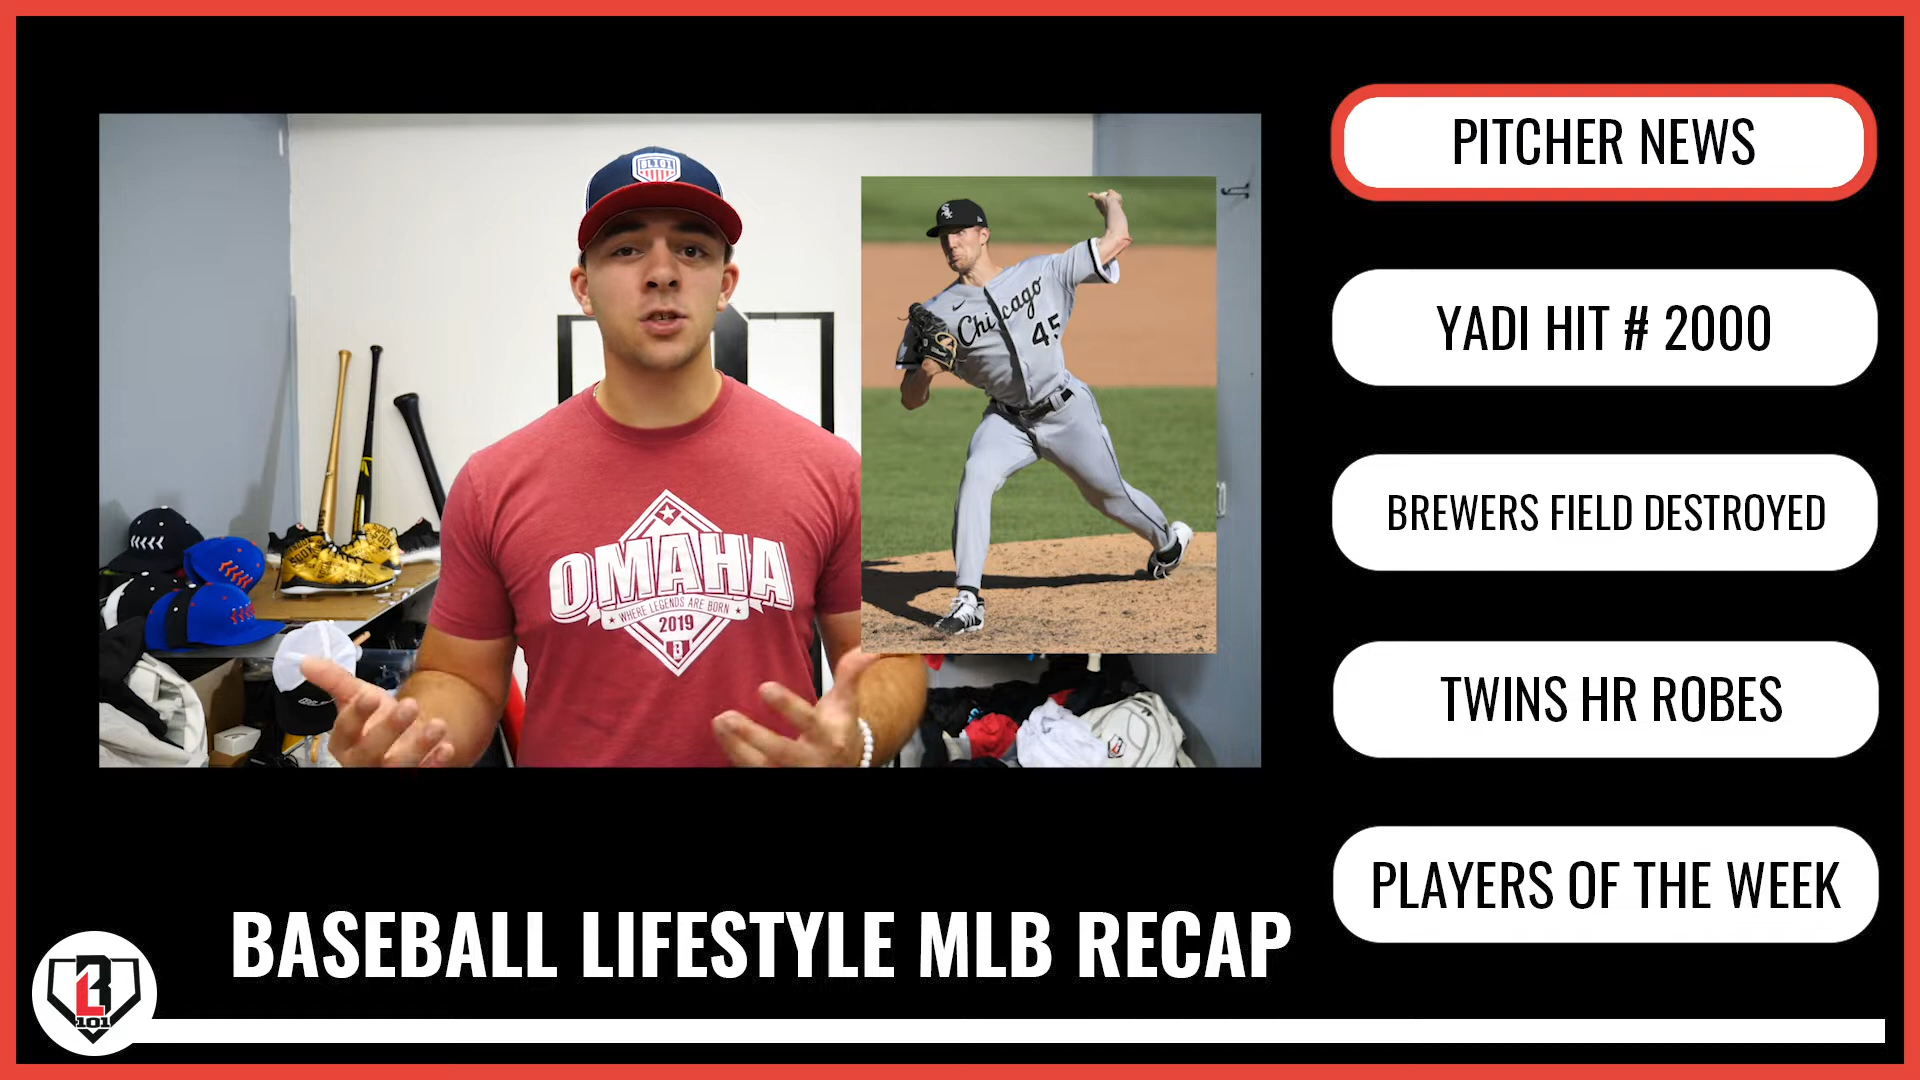 PITCHER NEWS
YADI HIT # 2000
BREWERS FIELD DESTROYED
TWINS HR ROBES
PLAYERS OF THE WEEK
BL101
Chicago
45
OMAHA
WHERE LEGENDS ARE BORN
2019
BASEBALL LIFESTYLE MLB RECAP
101